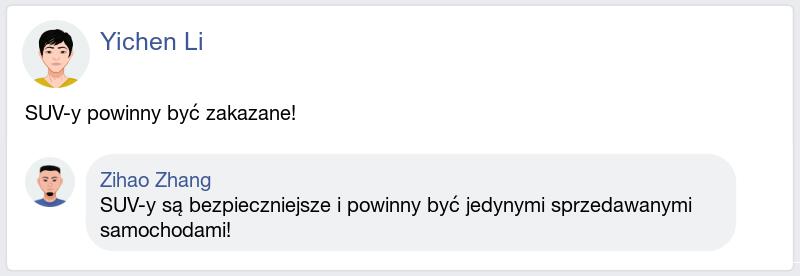 Yichen Li
SUV-y powinny być zakazane!
Zihao Zhang
SUV-y są bezpieczniejsze i powinny być jedynymi sprzedawanymi
samochodami!